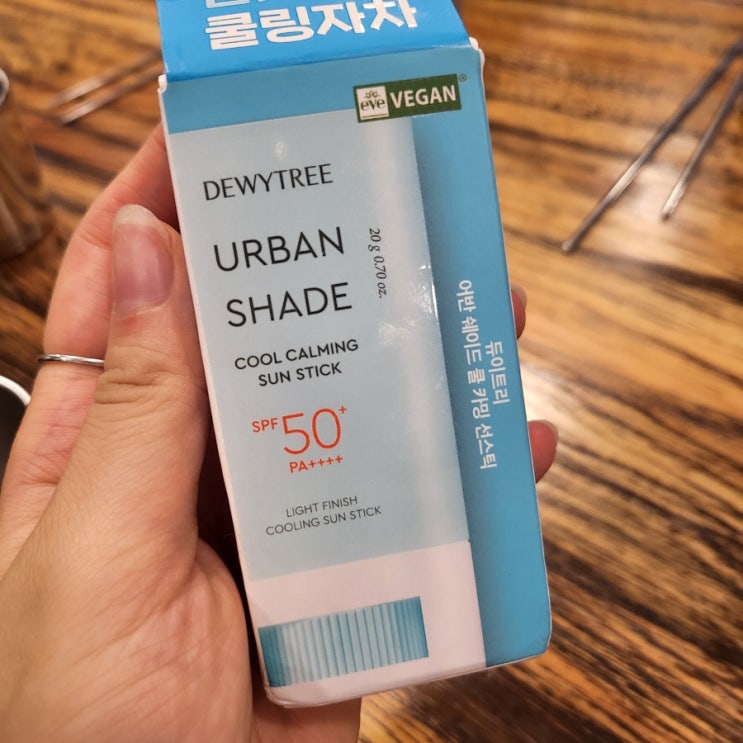 쿨링자차
eve VEGAN®
DEWYTREE
URBAN
SHADE
20 g 0.70 oz.
COOL CALMING
SUN STICK
SPF 50+
PA++++
LIGHT FINISH
COOLING SUN STICK
듀이트리
어반 쉐이드 쿨 카밍 선스틱